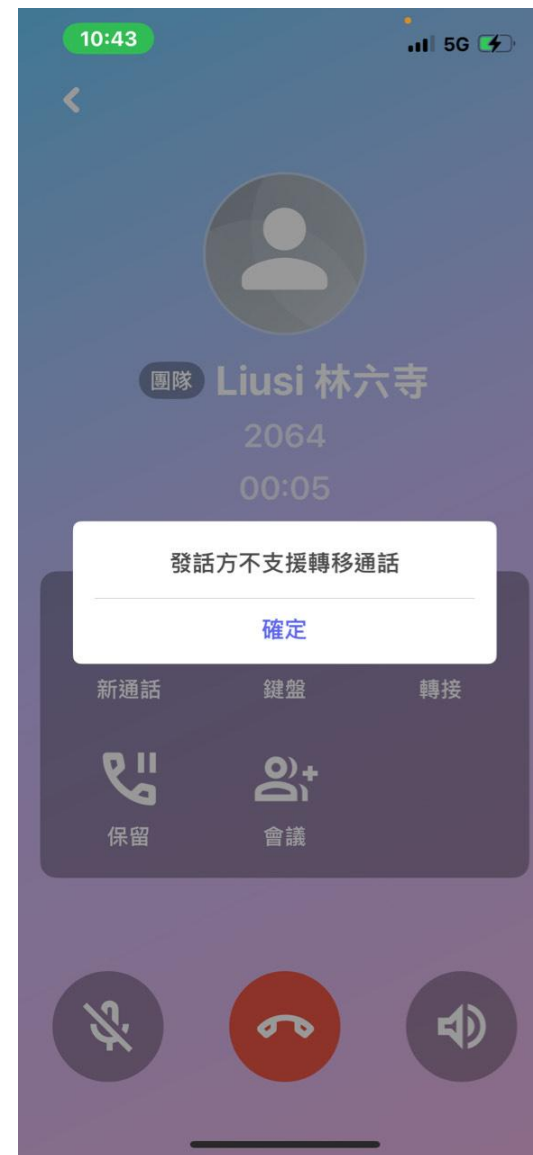 10:43
5G
團隊 Liusi 林六寺
2064
00:05
發話方不支援轉移通話
確定
新通話 鍵盤 轉接
保留 會議